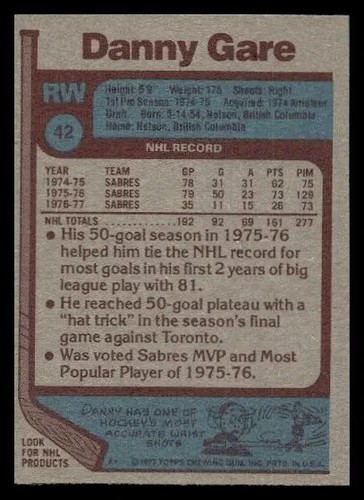 Danny Gare
RW
42
Height: 5'9 Weight: 175 Shoots: Right
1st Pro Season: 1974-75 Acquired: 1974 Amateur
Draft. Born: 5-14-54, Nelson, British Columbia
Home: Nelson, British Columbia
NHL RECORD
YEAR TEAM GP G A PTS PIM
1974-75 SABRES 78 31 31 62 75
1975-76 SABRES 79 50 23 73 129
1976-77 SABRES 35 11 15 26 73
NHL TOTALS 192 92 69 161 277
• His 50-goal season in 1975-76
helped him tie the NHL record for
most goals in his first 2 years of big
league play with 81.
• He reached 50-goal plateau with a
"hat trick" in the season's final
game against Toronto.
• Was voted Sabres MVP and Most
Popular Player of 1975-76.
DANNY HAS ONE OF
HOCKEY'S MOST
ACCURATE WRIST
SHOTS
LOOK
FOR NHL
PRODUCTS
© 1977 TOPPS CHEWING GUM, INC. PRTD. IN U.S.A.